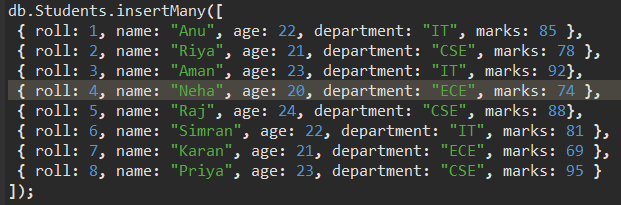 db.Students.insertMany([
{ roll: 1, name: "Anu", age: 22, department: "IT", marks: 85 },
{ roll: 2, name: "Riya", age: 21, department: "CSE", marks: 78 },
{ roll: 3, name: "Aman", age: 23, department: "IT", marks: 92},
{ roll: 4, name: "Neha", age: 20, department: "ECE", marks: 74 },
{ roll: 5, name: "Raj", age: 24, department: "CSE", marks: 88},
{ roll: 6, name: "Simran", age: 22, department: "IT", marks: 81 },
{ roll: 7, name: "Karan", age: 21, department: "ECE", marks: 69 },
{ roll: 8, name: "Priya", age: 23, department: "CSE", marks: 95 }
]);